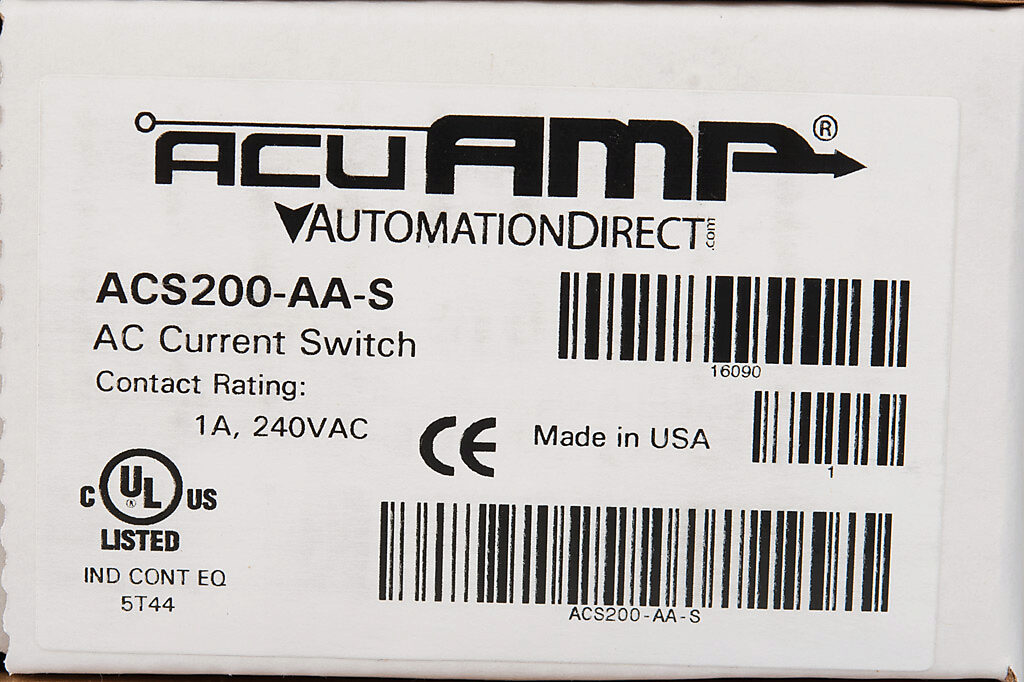 ACUAMP®
AUTOMATIONDIRECT.com
ACS200-AA-S
AC Current Switch
16090
Contact Rating:
1A, 240VAC
CE
Made in USA
1
C UL® US
LISTED
IND CONT EQ
5T44
ACS200-AA-S